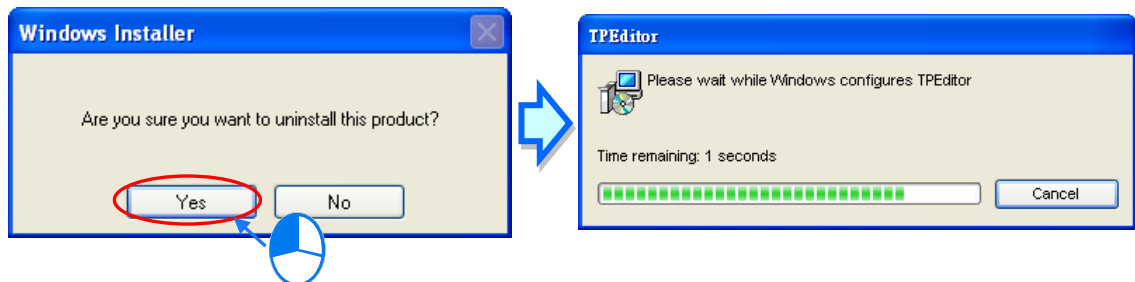 Windows Installer
Are you sure you want to uninstall this product?
Yes
No
TPEditor
Please wait while Windows configures TPEditor
Time remaining: 1 seconds
Cancel